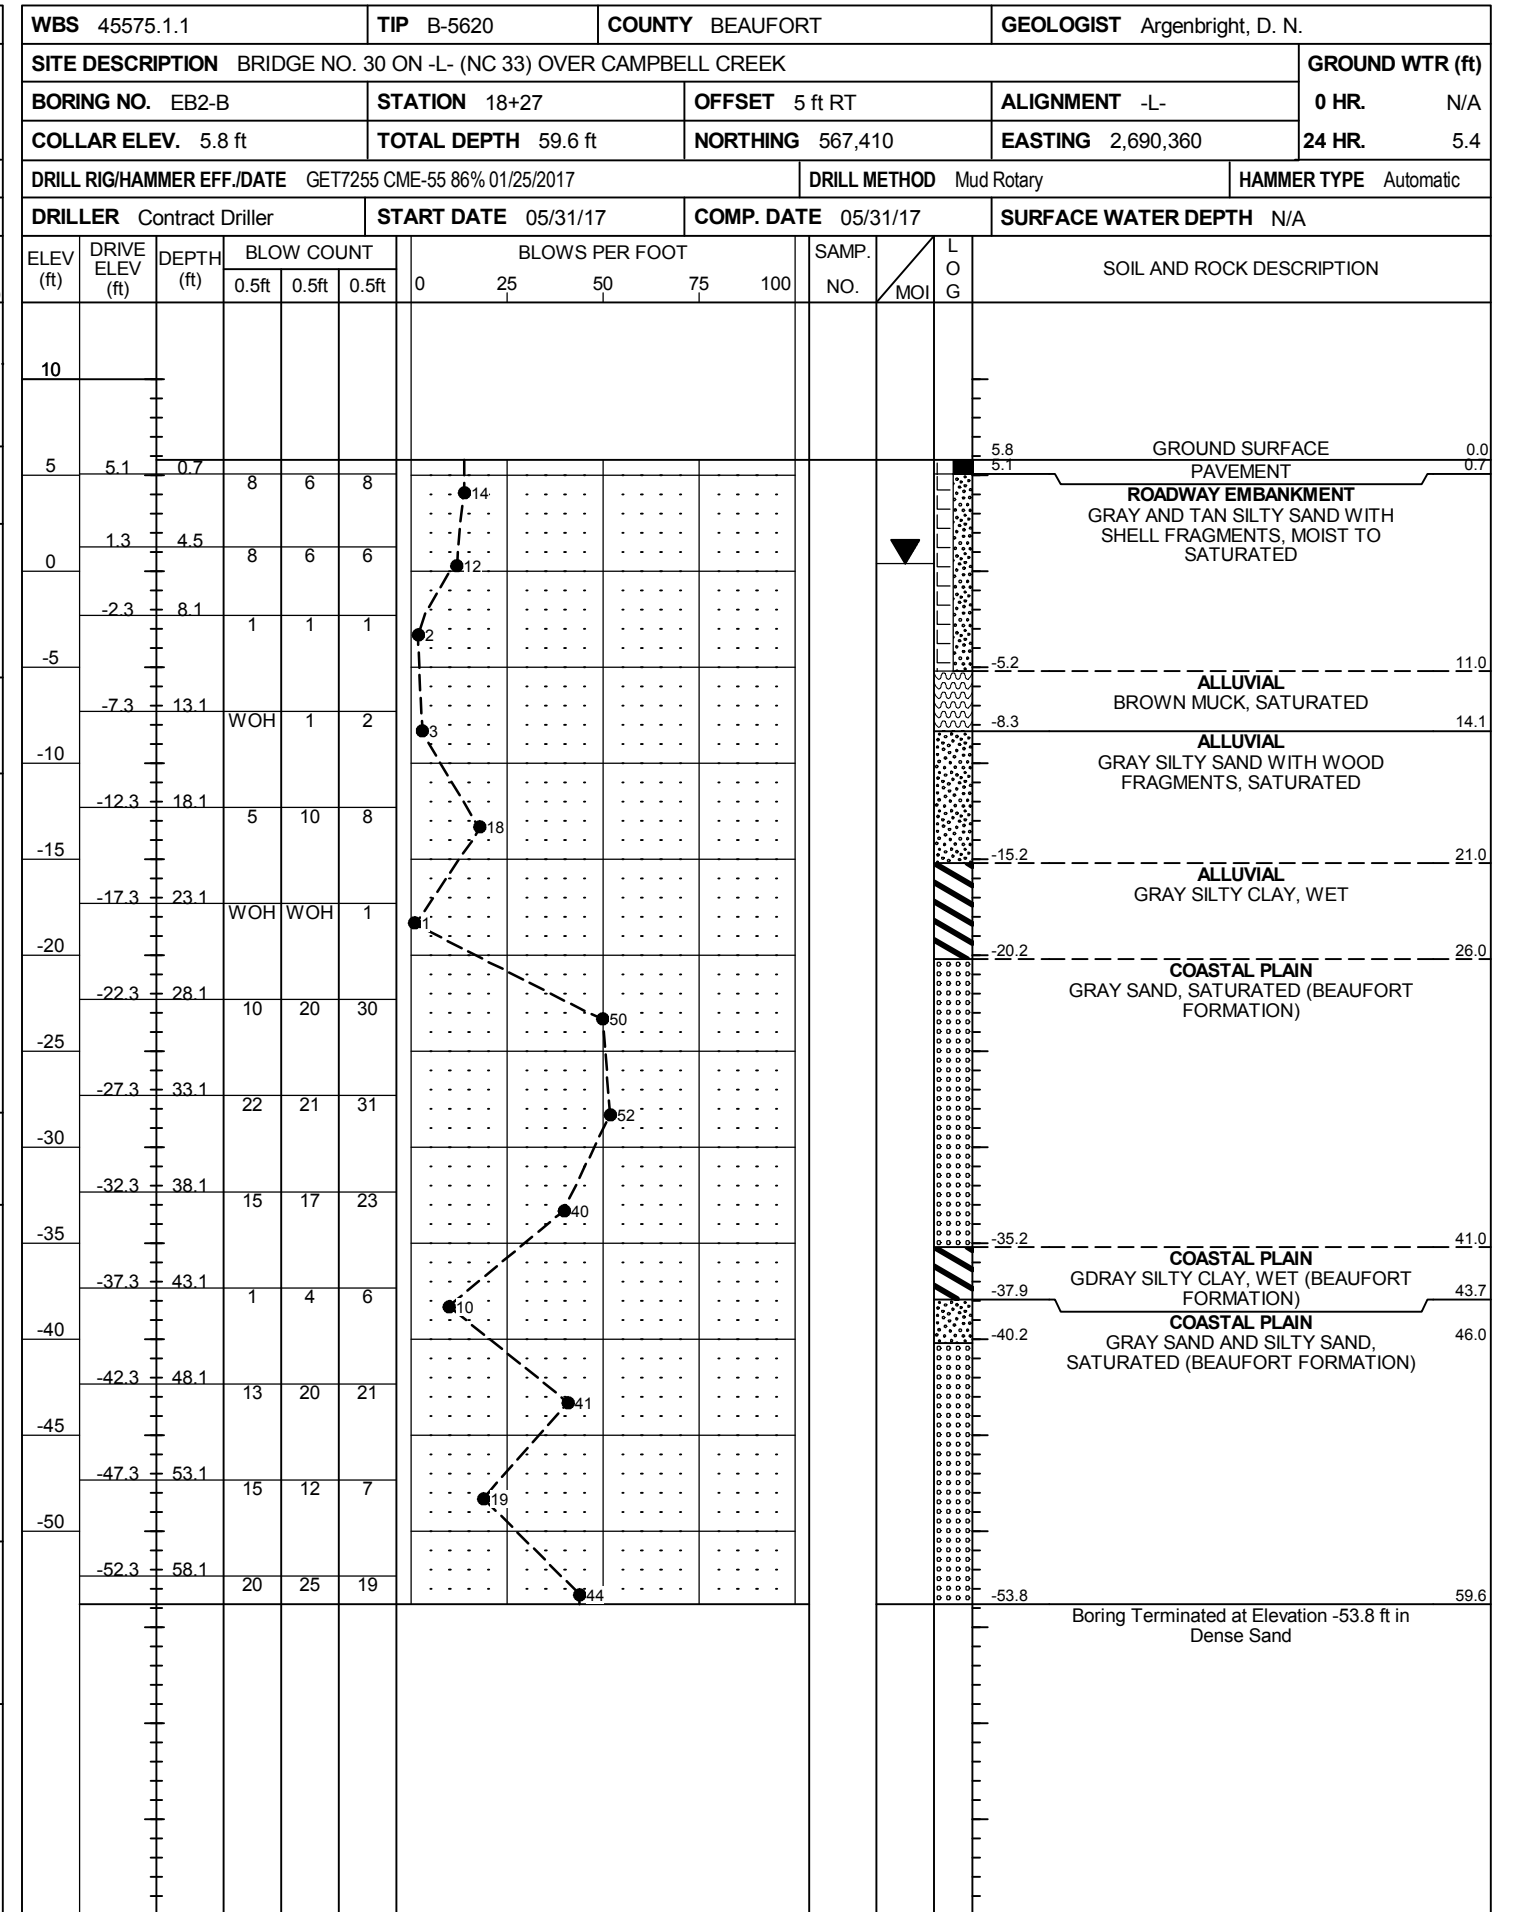 WBS 45575.1.1 TIP B-5620 COUNTY BEAUFORT GEOLOGIST Argenbright, D. N.
SITE DESCRIPTION BRIDGE NO. 30 ON -L- (NC 33) OVER CAMPBELL CREEK GROUND WTR (ft)
BORING NO. EB2-B STATION 18+27 OFFSET 5 ft RT ALIGNMENT -L- 0 HR. N/A
COLLAR ELEV. 5.8 ft TOTAL DEPTH 59.6 ft NORTHING 567,410 EASTING 2,690,360 24 HR. 5.4
DRILL RIG/HAMMER EFF./DATE GET7255 CME-55 86% 01/25/2017 DRILL METHOD Mud Rotary HAMMER TYPE Automatic
DRILLER Contract Driller START DATE 05/31/17 COMP. DATE 05/31/17 SURFACE WATER DEPTH N/A
ELEV (ft) DRIVE ELEV (ft) DEPTH (ft) BLOW COUNT BLOWS PER FOOT SAMP. NO. MOI LOG SOIL AND ROCK DESCRIPTION
0.5ft 0.5ft 0.5ft 0 25 50 75 100
10
5.8 GROUND SURFACE 0.0
5 5.1 0.7 5.1 PAVEMENT 0.7
8 6 8 14
ROADWAY EMBANKMENT
GRAY AND TAN SILTY SAND WITH
SHELL FRAGMENTS, MOIST TO
SATURATED
1.3 4.5
0 8 6 6 12
-2.3 8.1
1 1 1 2
-5 -5.2 11.0
ALLUVIAL
BROWN MUCK, SATURATED
-7.3 13.1
WOH 1 2 3
-8.3 14.1
ALLUVIAL
GRAY SILTY SAND WITH WOOD
FRAGMENTS, SATURATED
-10
-12.3 18.1
5 10 8 18
-15 -15.2 21.0
ALLUVIAL
GRAY SILTY CLAY, WET
-17.3 23.1
WOH WOH 1 1
-20 -20.2 26.0
COASTAL PLAIN
GRAY SAND, SATURATED (BEAUFORT
FORMATION)
-22.3 28.1
10 20 30 50
-25
-27.3 33.1
22 21 31 52
-30
-32.3 38.1
15 17 23 40
-35 -35.2 41.0
COASTAL PLAIN
GDRAY SILTY CLAY, WET (BEAUFORT
FORMATION)
-37.3 43.1
1 4 6 10
-37.9 43.7
COASTAL PLAIN
GRAY SAND AND SILTY SAND,
SATURATED (BEAUFORT FORMATION)
-40 -40.2 46.0
-42.3 48.1
13 20 21 41
-45
-47.3 53.1
15 12 7 19
-50
-52.3 58.1
20 25 19 44
-53.8 59.6
Boring Terminated at Elevation -53.8 ft in
Dense Sand